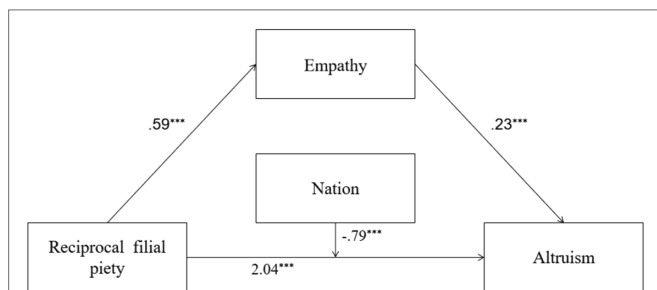 Empathy
.59***
.23***
Nation
-.79***
Reciprocal filial
piety
2.04***
Altruism